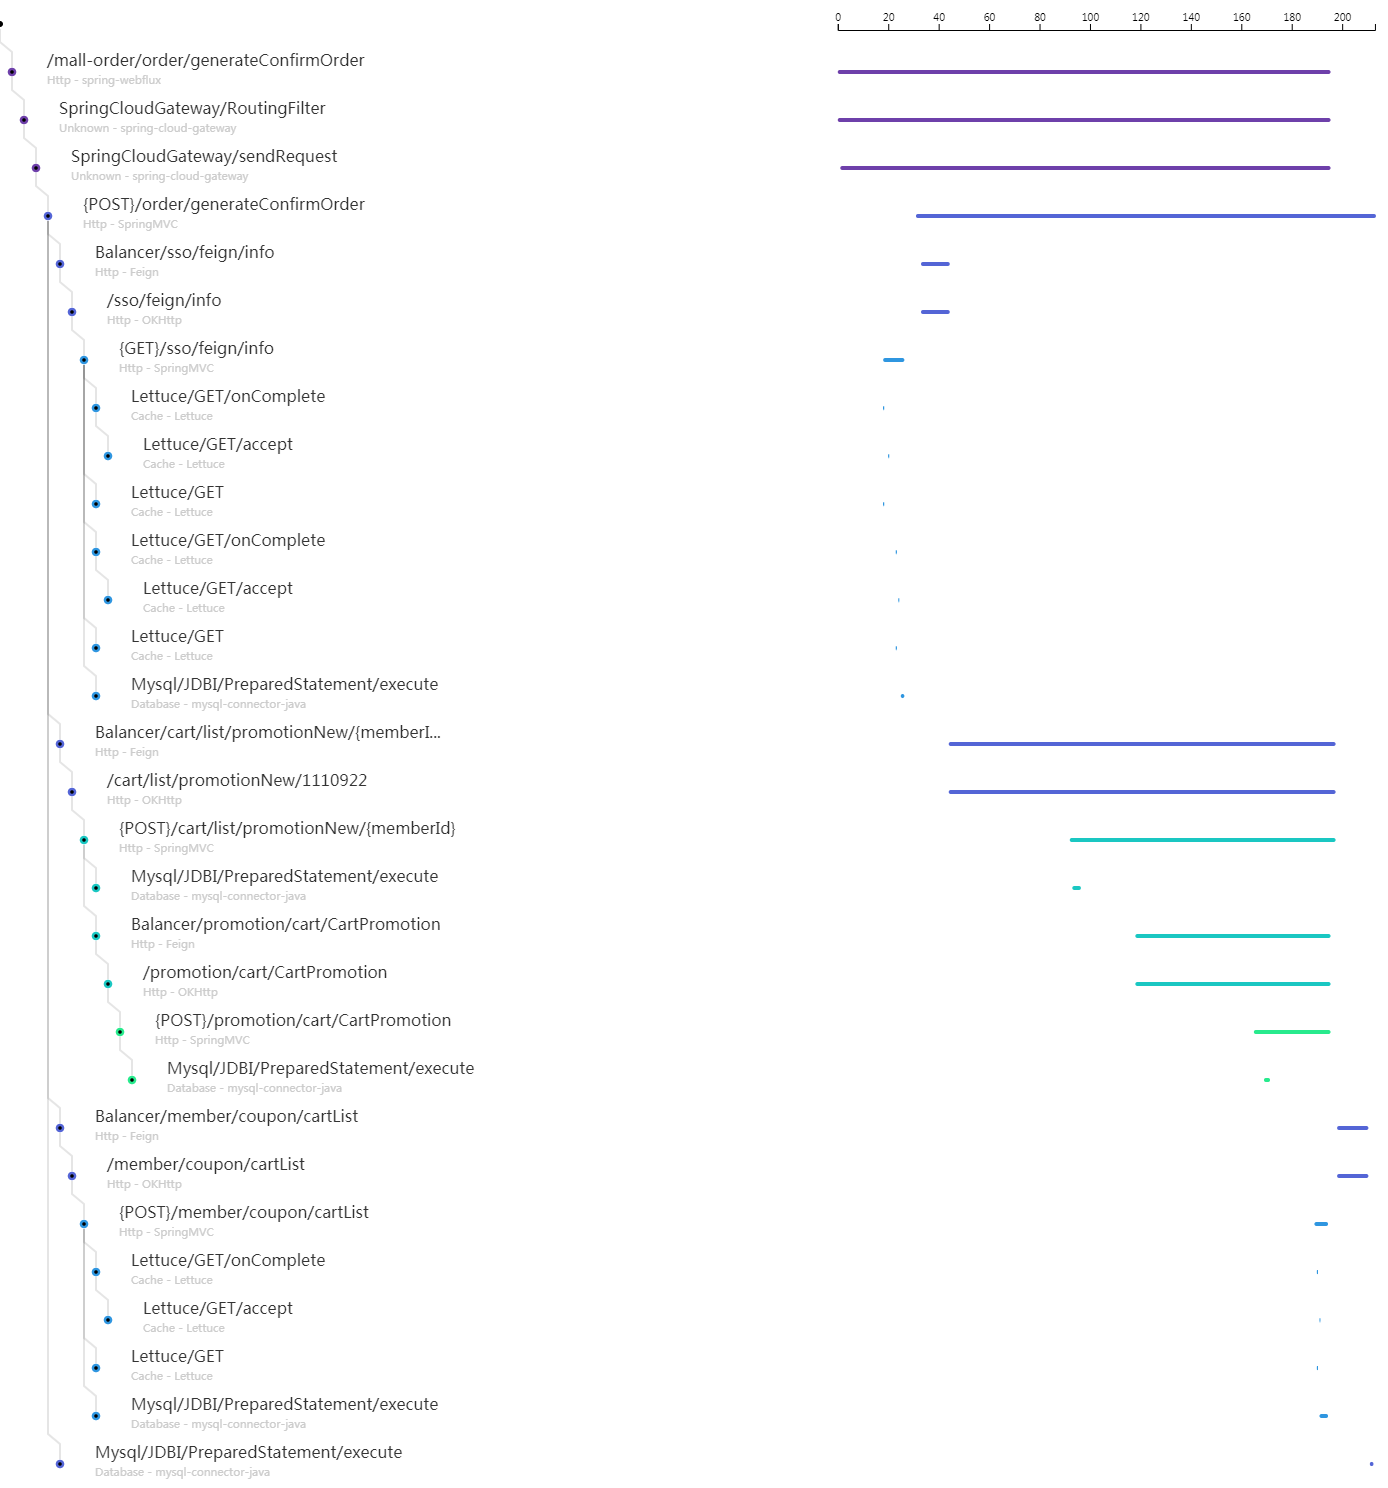 0 20 40 60 80 100 120 140 160 180 200
/mall-order/order/generateConfirmOrder
Http - spring-webflux
SpringCloudGateway/RoutingFilter
Unknown - spring-cloud-gateway
SpringCloudGateway/sendRequest
Unknown - spring-cloud-gateway
{POST}/order/generateConfirmOrder
Http - SpringMVC
Balancer/sso/feign/info
Http - Feign
/sso/feign/info
Http - OKHttp
{GET}/sso/feign/info
Http - SpringMVC
Lettuce/GET/onComplete
Cache - Lettuce
Lettuce/GET/accept
Cache - Lettuce
Lettuce/GET
Cache - Lettuce
Lettuce/GET/onComplete
Cache - Lettuce
Lettuce/GET/accept
Cache - Lettuce
Lettuce/GET
Cache - Lettuce
Mysql/JDBI/PreparedStatement/execute
Database - mysql-connector-java
Balancer/cart/list/promotionNew/{memberI...
Http - Feign
/cart/list/promotionNew/1110922
Http - OKHttp
{POST}/cart/list/promotionNew/{memberId}
Http - SpringMVC
Mysql/JDBI/PreparedStatement/execute
Database - mysql-connector-java
Balancer/promotion/cart/CartPromotion
Http - Feign
/promotion/cart/CartPromotion
Http - OKHttp
{POST}/promotion/cart/CartPromotion
Http - SpringMVC
Mysql/JDBI/PreparedStatement/execute
Database - mysql-connector-java
Balancer/member/coupon/cartList
Http - Feign
/member/coupon/cartList
Http - OKHttp
{POST}/member/coupon/cartList
Http - SpringMVC
Lettuce/GET/onComplete
Cache - Lettuce
Lettuce/GET/accept
Cache - Lettuce
Lettuce/GET
Cache - Lettuce
Mysql/JDBI/PreparedStatement/execute
Database - mysql-connector-java
Mysql/JDBI/PreparedStatement/execute
Database - mysql-connector-java